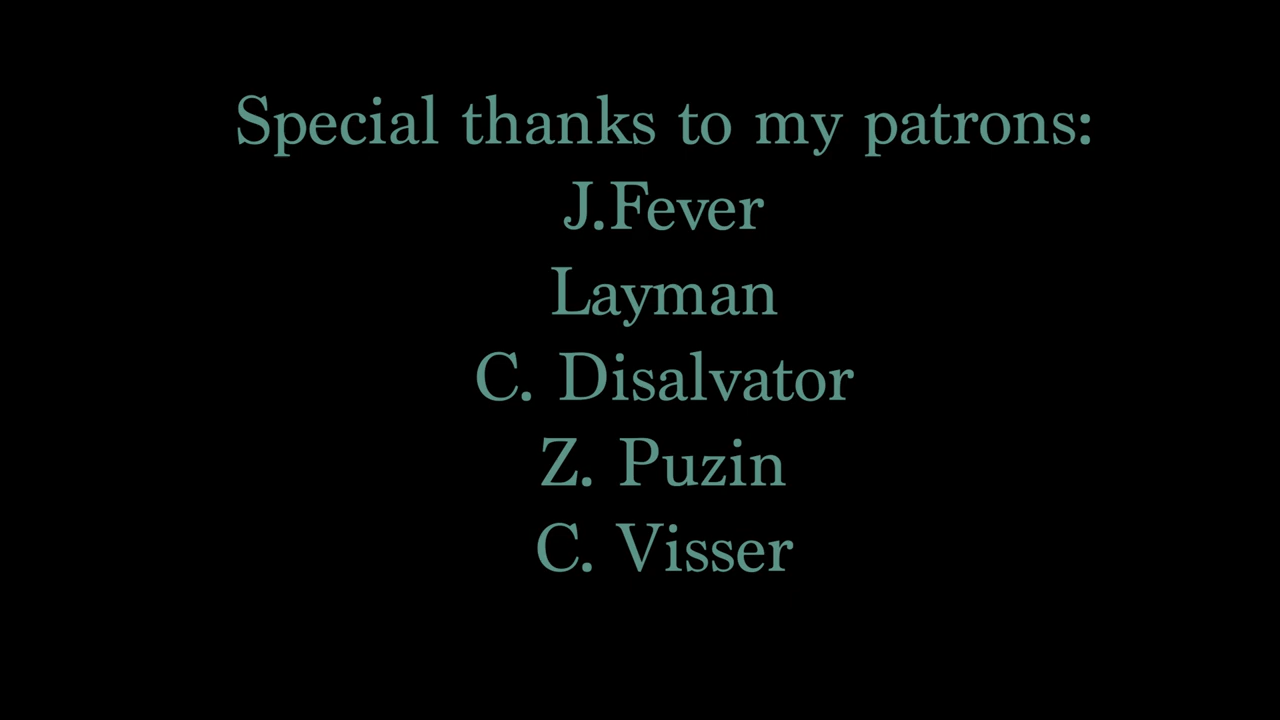 Special thanks to my patrons:
J.Fever
Layman
C. Disalvator
Z. Puzin
C. Visser